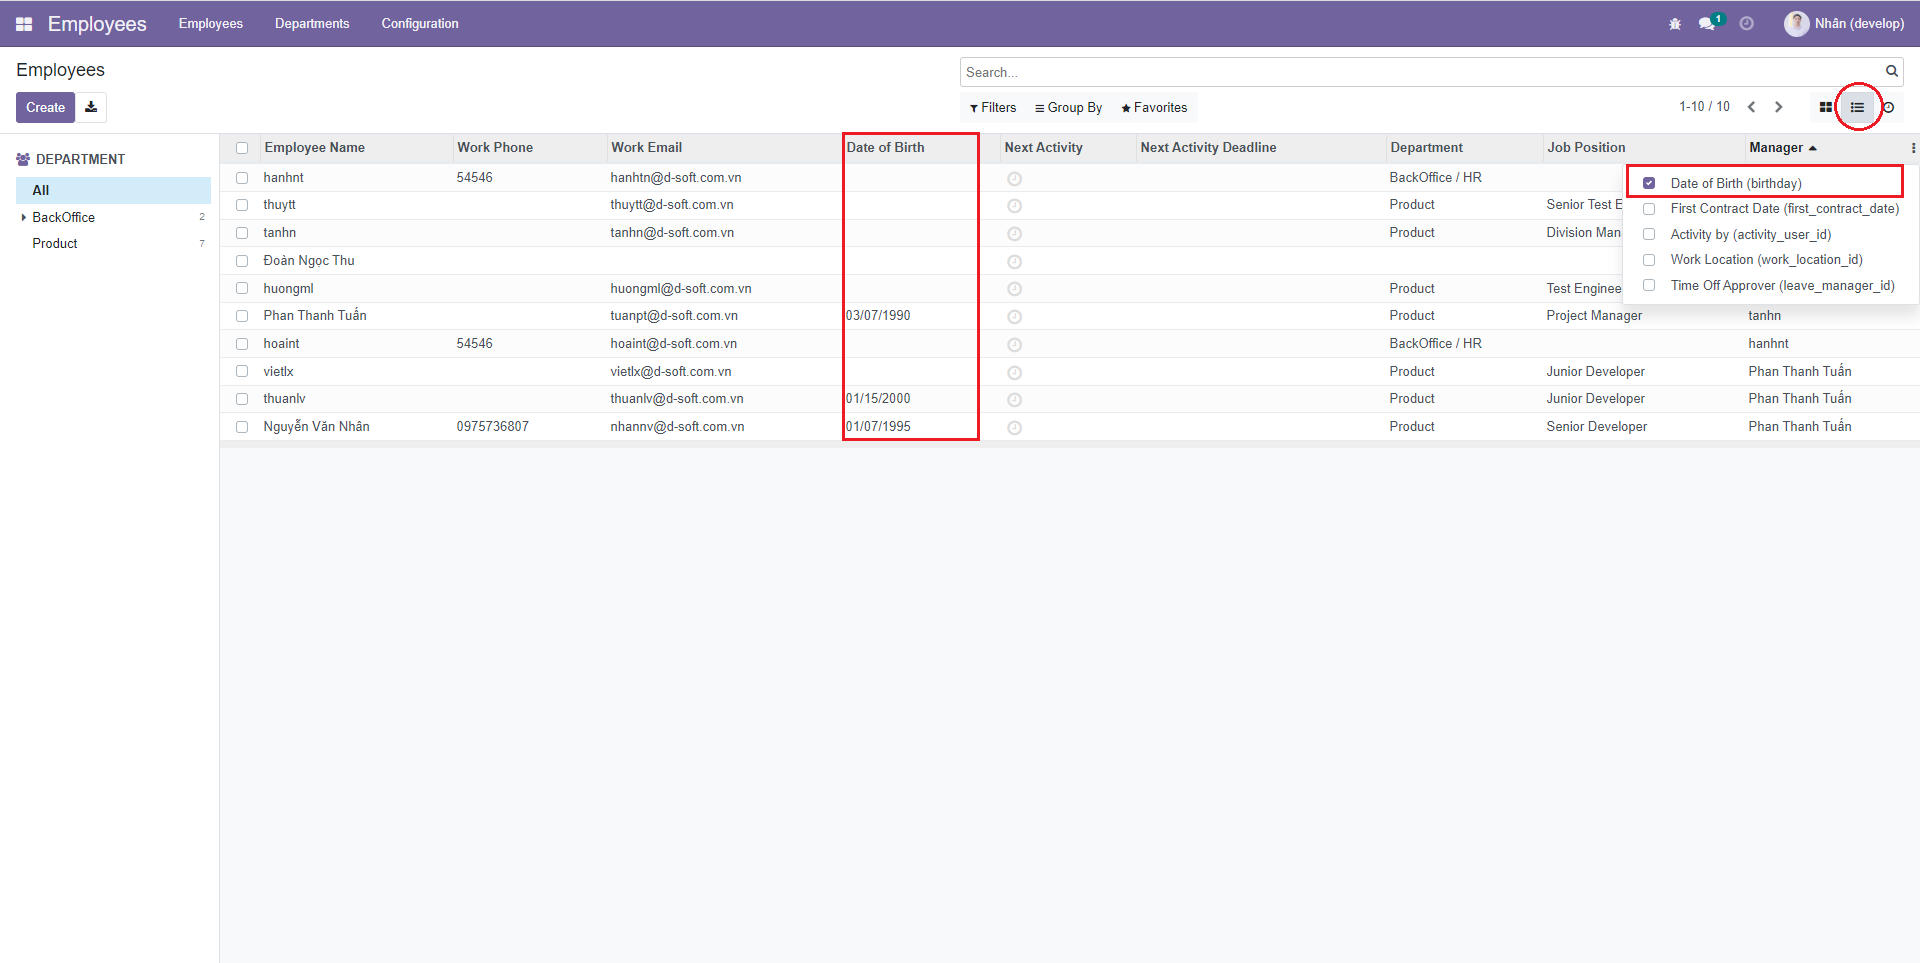 Employees Employees Departments Configuration 1 Nhân (develop)
Employees
Search...
Create
Filters Group By Favorites 1-10 / 10
DEPARTMENT
All
BackOffice 2
Product 7
Employee Name Work Phone Work Email Date of Birth Next Activity Next Activity Deadline Department Job Position Manager
hanhnt 54546 hanhtn@d-soft.com.vn BackOffice / HR
thuytt thuytt@d-soft.com.vn Product Senior Test E
tanhn tanhn@d-soft.com.vn Product Division Man
Đoàn Ngọc Thu
huongml huongml@d-soft.com.vn Product Test Enginee
Phan Thanh Tuấn tuanpt@d-soft.com.vn 03/07/1990 Product Project Manager tanhn
hoaint 54546 hoaint@d-soft.com.vn BackOffice / HR hanhnt
vietlx vietlx@d-soft.com.vn Product Junior Developer Phan Thanh Tuấn
thuanlv thuanlv@d-soft.com.vn 01/15/2000 Product Junior Developer Phan Thanh Tuấn
Nguyễn Văn Nhân 0975736807 nhannv@d-soft.com.vn 01/07/1995 Product Senior Developer Phan Thanh Tuấn
Date of Birth (birthday)
First Contract Date (first_contract_date)
Activity by (activity_user_id)
Work Location (work_location_id)
Time Off Approver (leave_manager_id)